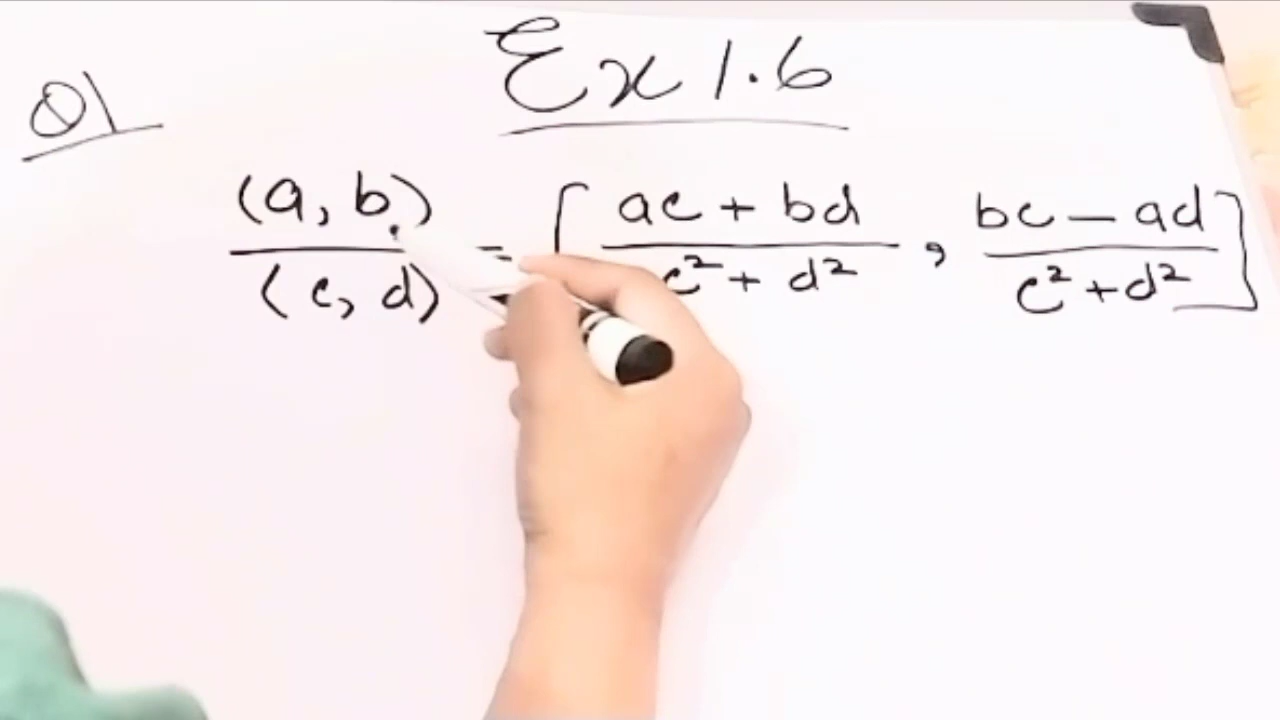 Ex 1.6
Q1
(a, b) / (c, d) = [ac + bd / c² + d² , bc - ad / c² + d²]